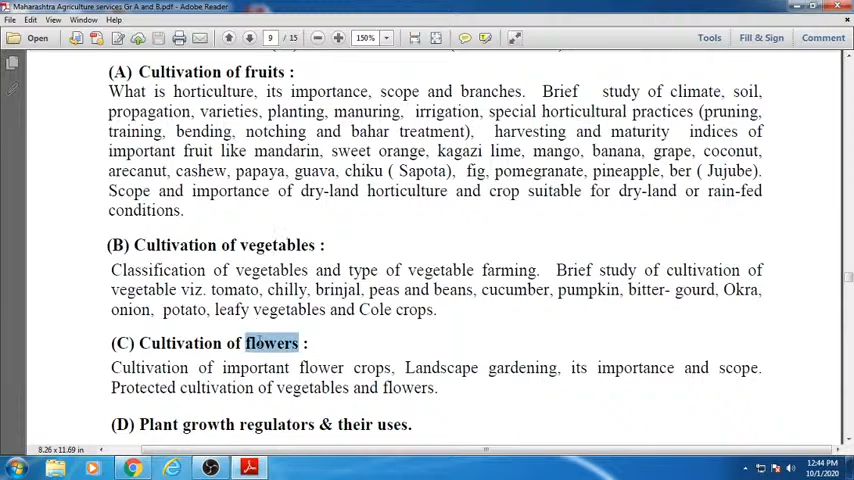 Maharashtra Agriculture services Gr A and B.pdf - Adobe Reader
File Edit View Window Help
Open 9 / 15 150% Tools Fill & Sign Comment
(A) Cultivation of fruits :
What is horticulture, its importance, scope and branches. Brief study of climate, soil,
propagation, varieties, planting, manuring, irrigation, special horticultural practices (pruning,
training, bending, notching and bahar treatment), harvesting and maturity indices of
important fruit like mandarin, sweet orange, kagazi lime, mango, banana, grape, coconut,
arecanut, cashew, papaya, guava, chiku ( Sapota), fig, pomegranate, pineapple, ber ( Jujube).
Scope and importance of dry-land horticulture and crop suitable for dry-land or rain-fed
conditions.
(B) Cultivation of vegetables :
Classification of vegetables and type of vegetable farming. Brief study of cultivation of
vegetable viz. tomato, chilly, brinjal, peas and beans, cucumber, pumpkin, bitter- gourd, Okra,
onion, potato, leafy vegetables and Cole crops.
(C) Cultivation of flowers :
Cultivation of important flower crops, Landscape gardening, its importance and scope.
Protected cultivation of vegetables and flowers.
(D) Plant growth regulators & their uses.
8.26 x 11.69 in
12:44 PM
10/1/2020